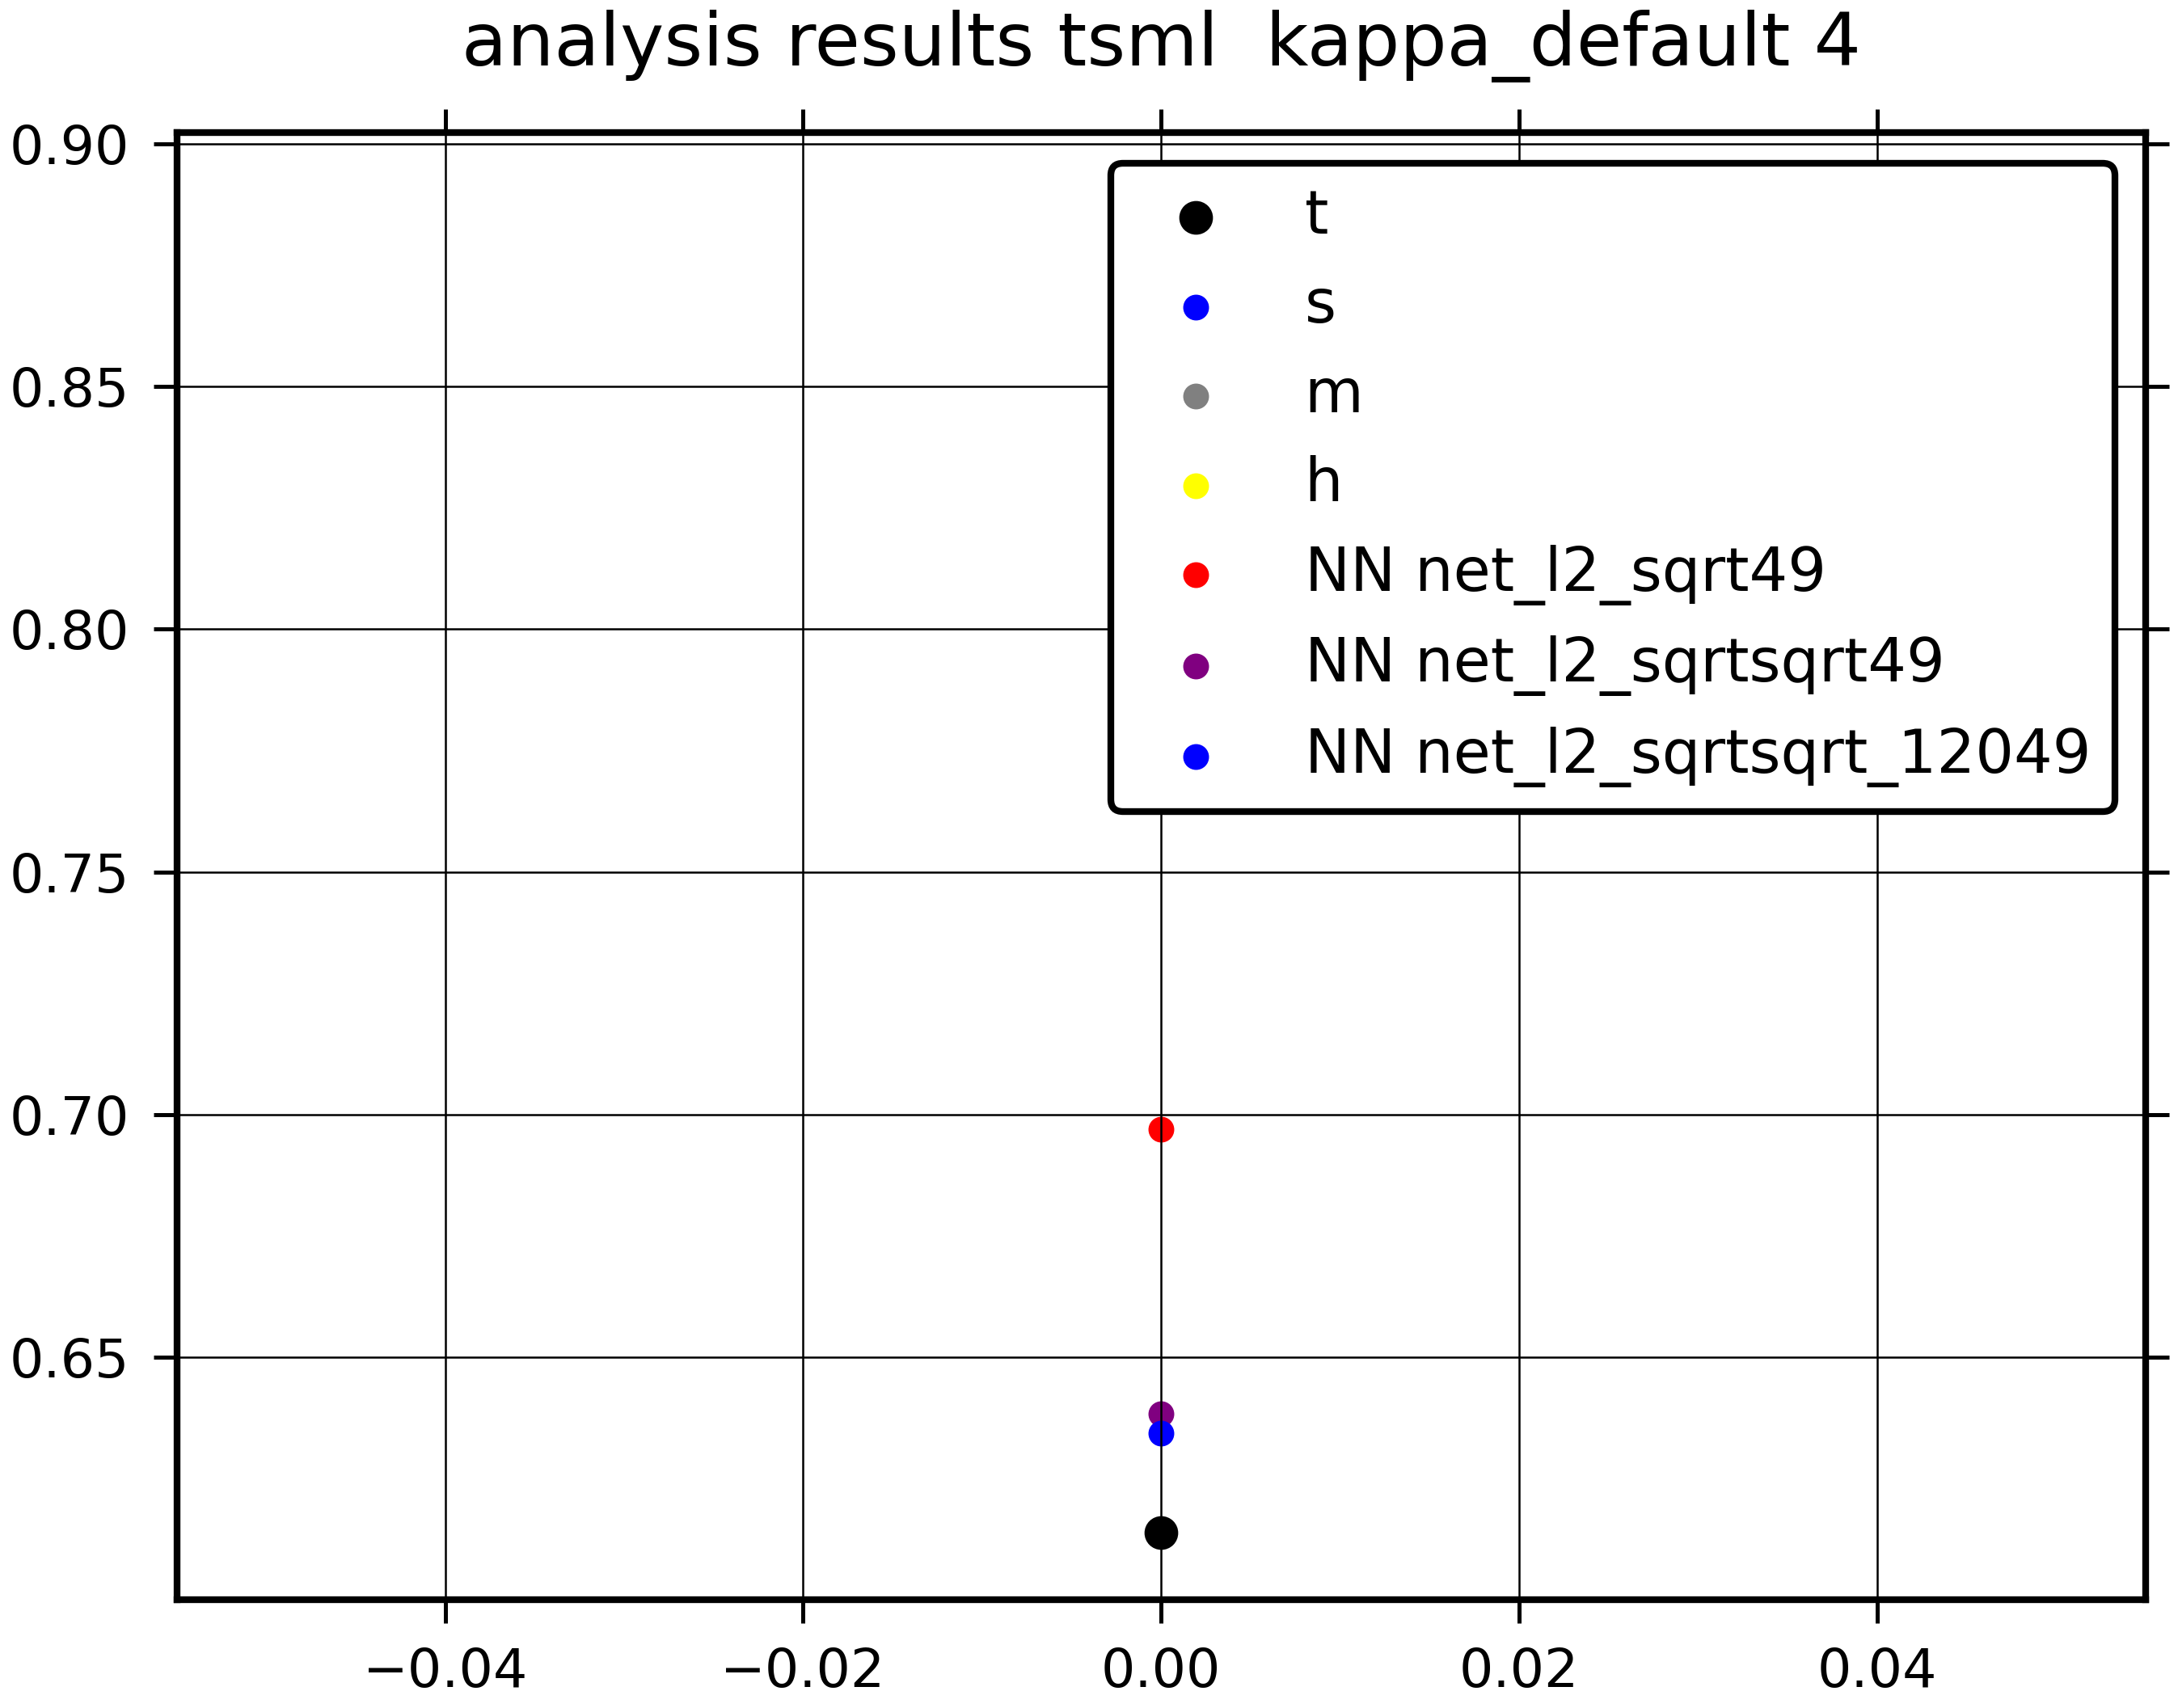 analysis results tsml  kappa_default 4
0.90
0.85
0.80
0.75
0.70
0.65
t
s
m
h
NN net_l2_sqrt49
NN net_l2_sqrtsqrt49
NN net_l2_sqrtsqrt_12049
−0.04 −0.02 0.00 0.02 0.04